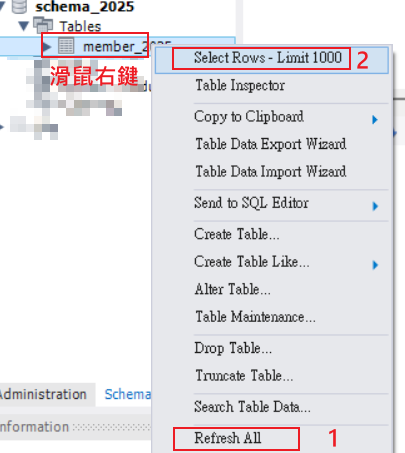 schema_2025
Tables
member_2025
滑鼠右鍵
Select Rows - Limit 1000
2
Table Inspector
Copy to Clipboard
Table Data Export Wizard
Table Data Import Wizard
Send to SQL Editor
Create Table...
Create Table Like...
Alter Table...
Table Maintenance...
Drop Table...
Truncate Table...
Search Table Data...
Refresh All
1
Administration
Schema
nformation